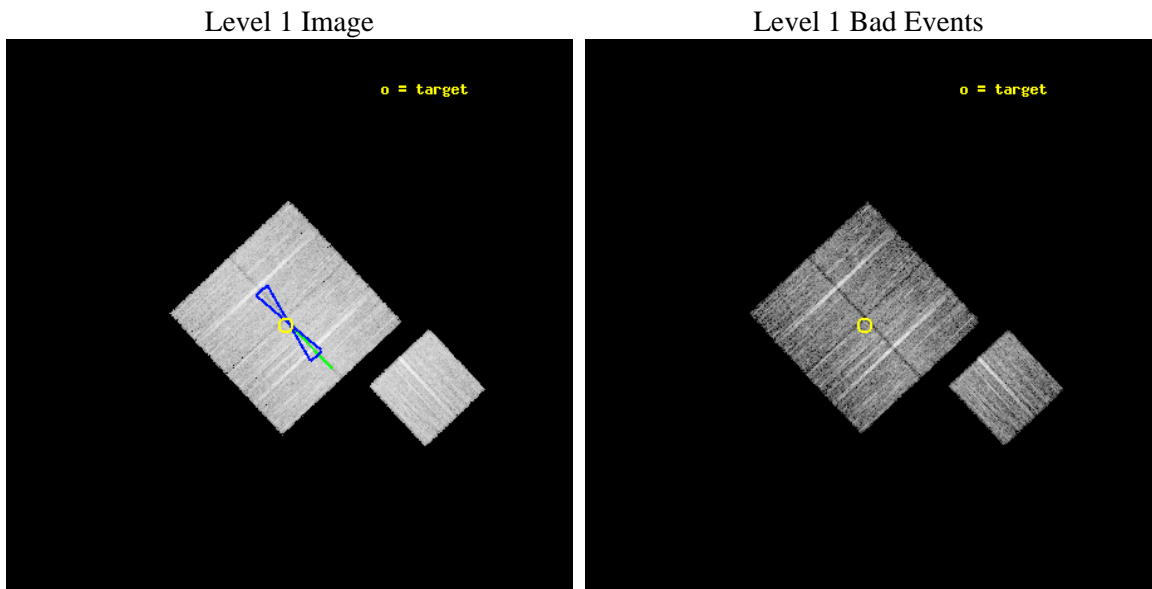 Level 1 Image
Level 1 Bad Events
o = target
o = target